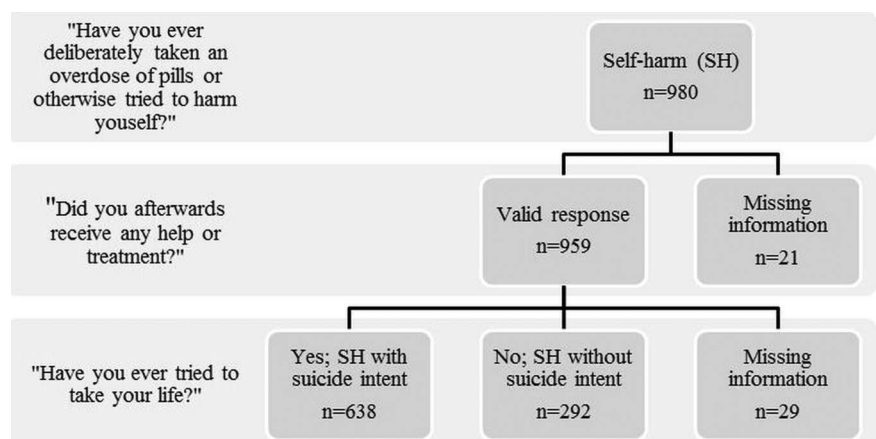 "Have you ever
deliberately taken an
overdose of pills or
otherwise tried to harm
youself?"
Self-harm (SH)
n=980
"Did you afterwards
receive any help or
treatment?"
Valid response
n=959
Missing
information
n=21
"Have you ever tried to
take your life?"
Yes; SH with
suicide intent
n=638
No; SH without
suicide intent
n=292
Missing
information
n=29